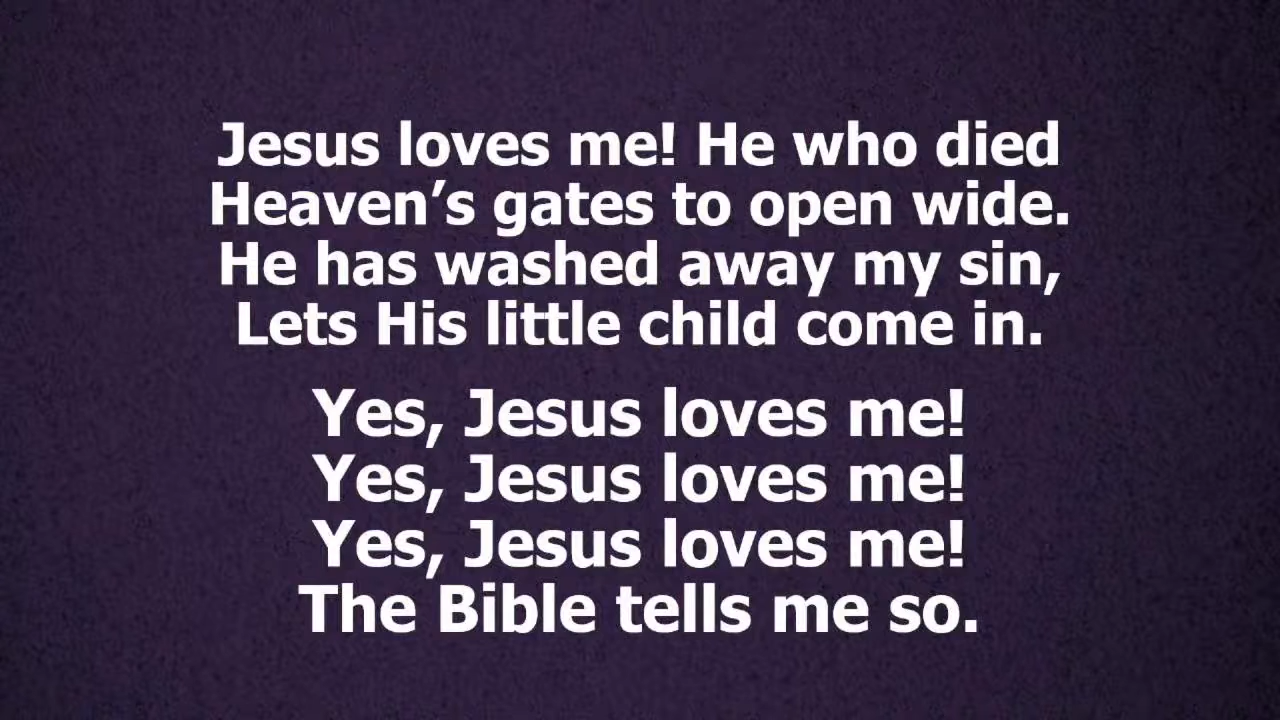 Jesus loves me! He who died
Heaven’s gates to open wide.
He has washed away my sin,
Lets His little child come in.
Yes, Jesus loves me!
Yes, Jesus loves me!
Yes, Jesus loves me!
The Bible tells me so.